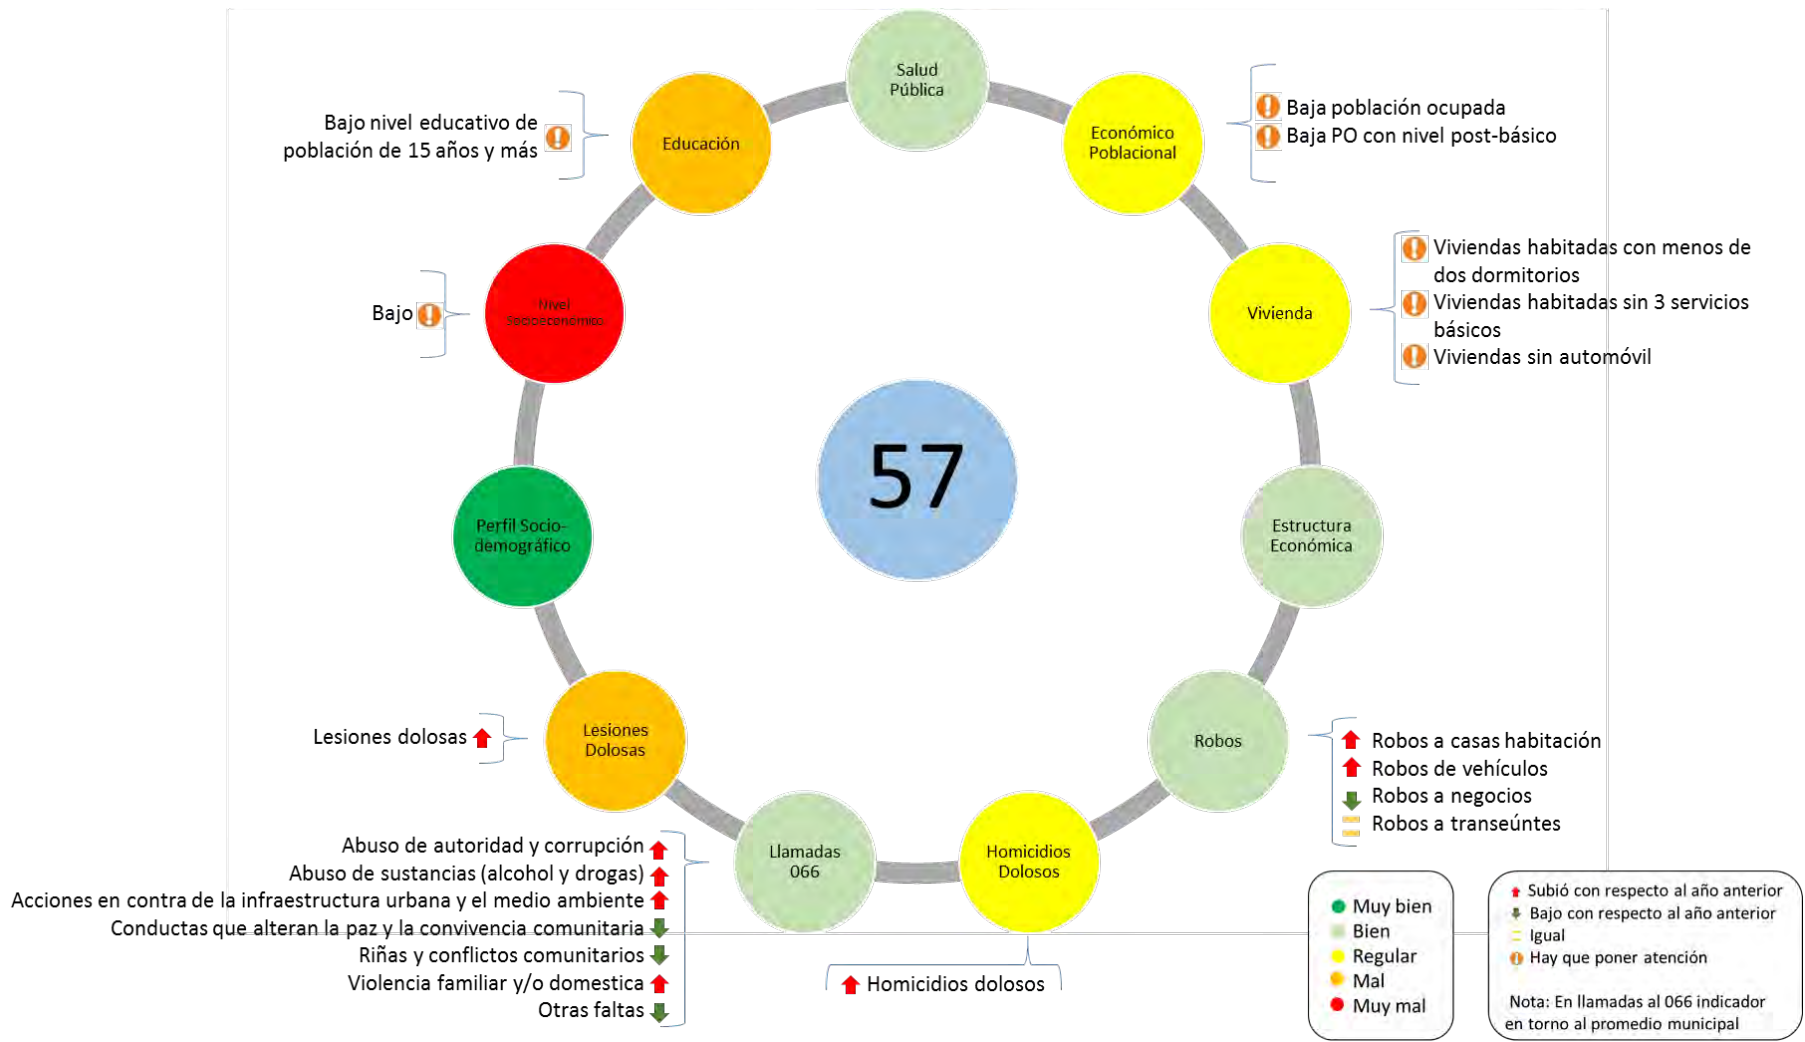 Salud
Pública
Bajo nivel educativo de
población de 15 años y más
Educación
Económico
Poblacional
Baja población ocupada
Baja PO con nivel post-básico
Bajo
Nivel
Socioeconómico
Vivienda
Viviendas habitadas con menos de
dos dormitorios
Viviendas habitadas sin 3 servicios
básicos
Viviendas sin automóvil
57
Perfil Socio-
demográfico
Estructura
Económica
Lesiones dolosas
Lesiones
Dolosas
Robos
Robos a casas habitación
Robos de vehículos
Robos a negocios
Robos a transeúntes
Abuso de autoridad y corrupción
Abuso de sustancias (alcohol y drogas)
Acciones en contra de la infraestructura urbana y el medio ambiente
Conductas que alteran la paz y la convivencia comunitaria
Riñas y conflictos comunitarios
Violencia familiar y/o domestica
Otras faltas
Llamadas
066
Homicidios
Dolosos
Homicidios dolosos
Muy bien
Bien
Regular
Mal
Muy mal
Subió con respecto al año anterior
Bajo con respecto al año anterior
Igual
Hay que poner atención
Nota: En llamadas al 066 indicador
en torno al promedio municipal